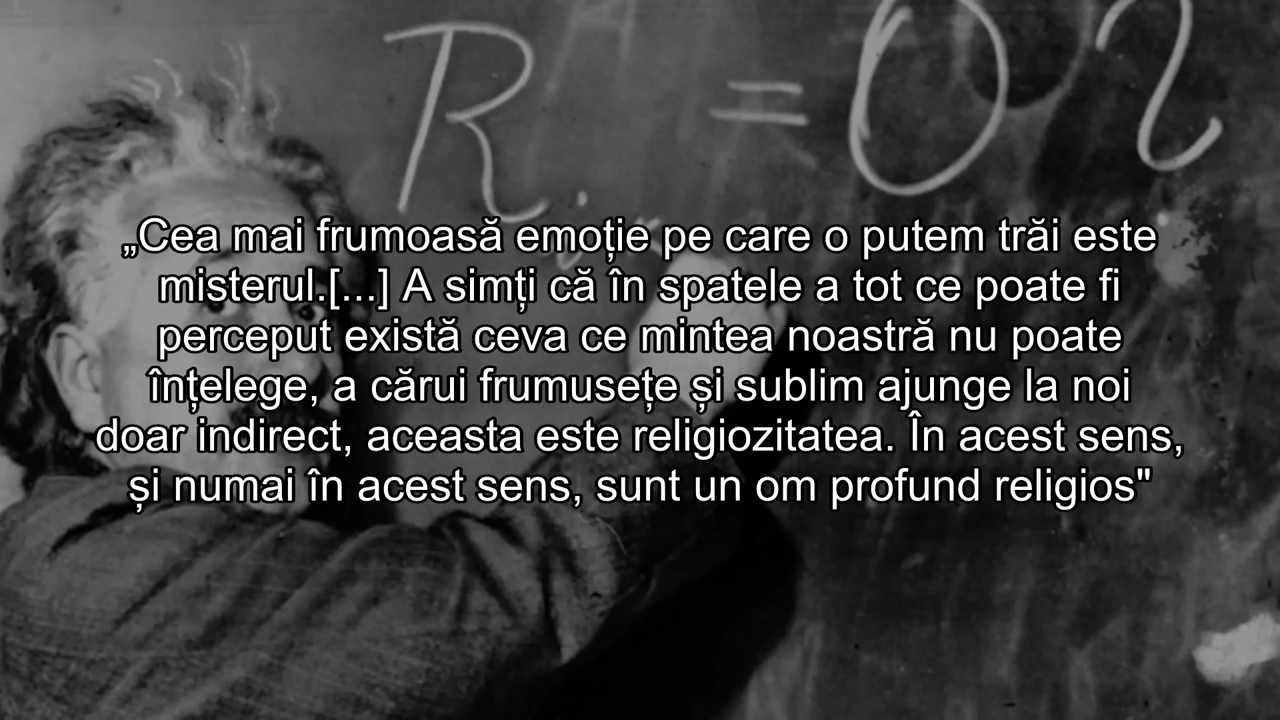 R. = 0 ?
„Cea mai frumoasă emoție pe care o putem trăi este
misterul.[...] A simți că în spatele a tot ce poate fi
perceput există ceva ce mintea noastră nu poate
înțelege, a cărui frumusețe și sublim ajunge la noi
doar indirect, aceasta este religiozitatea. În acest sens,
și numai în acest sens, sunt un om profund religios"